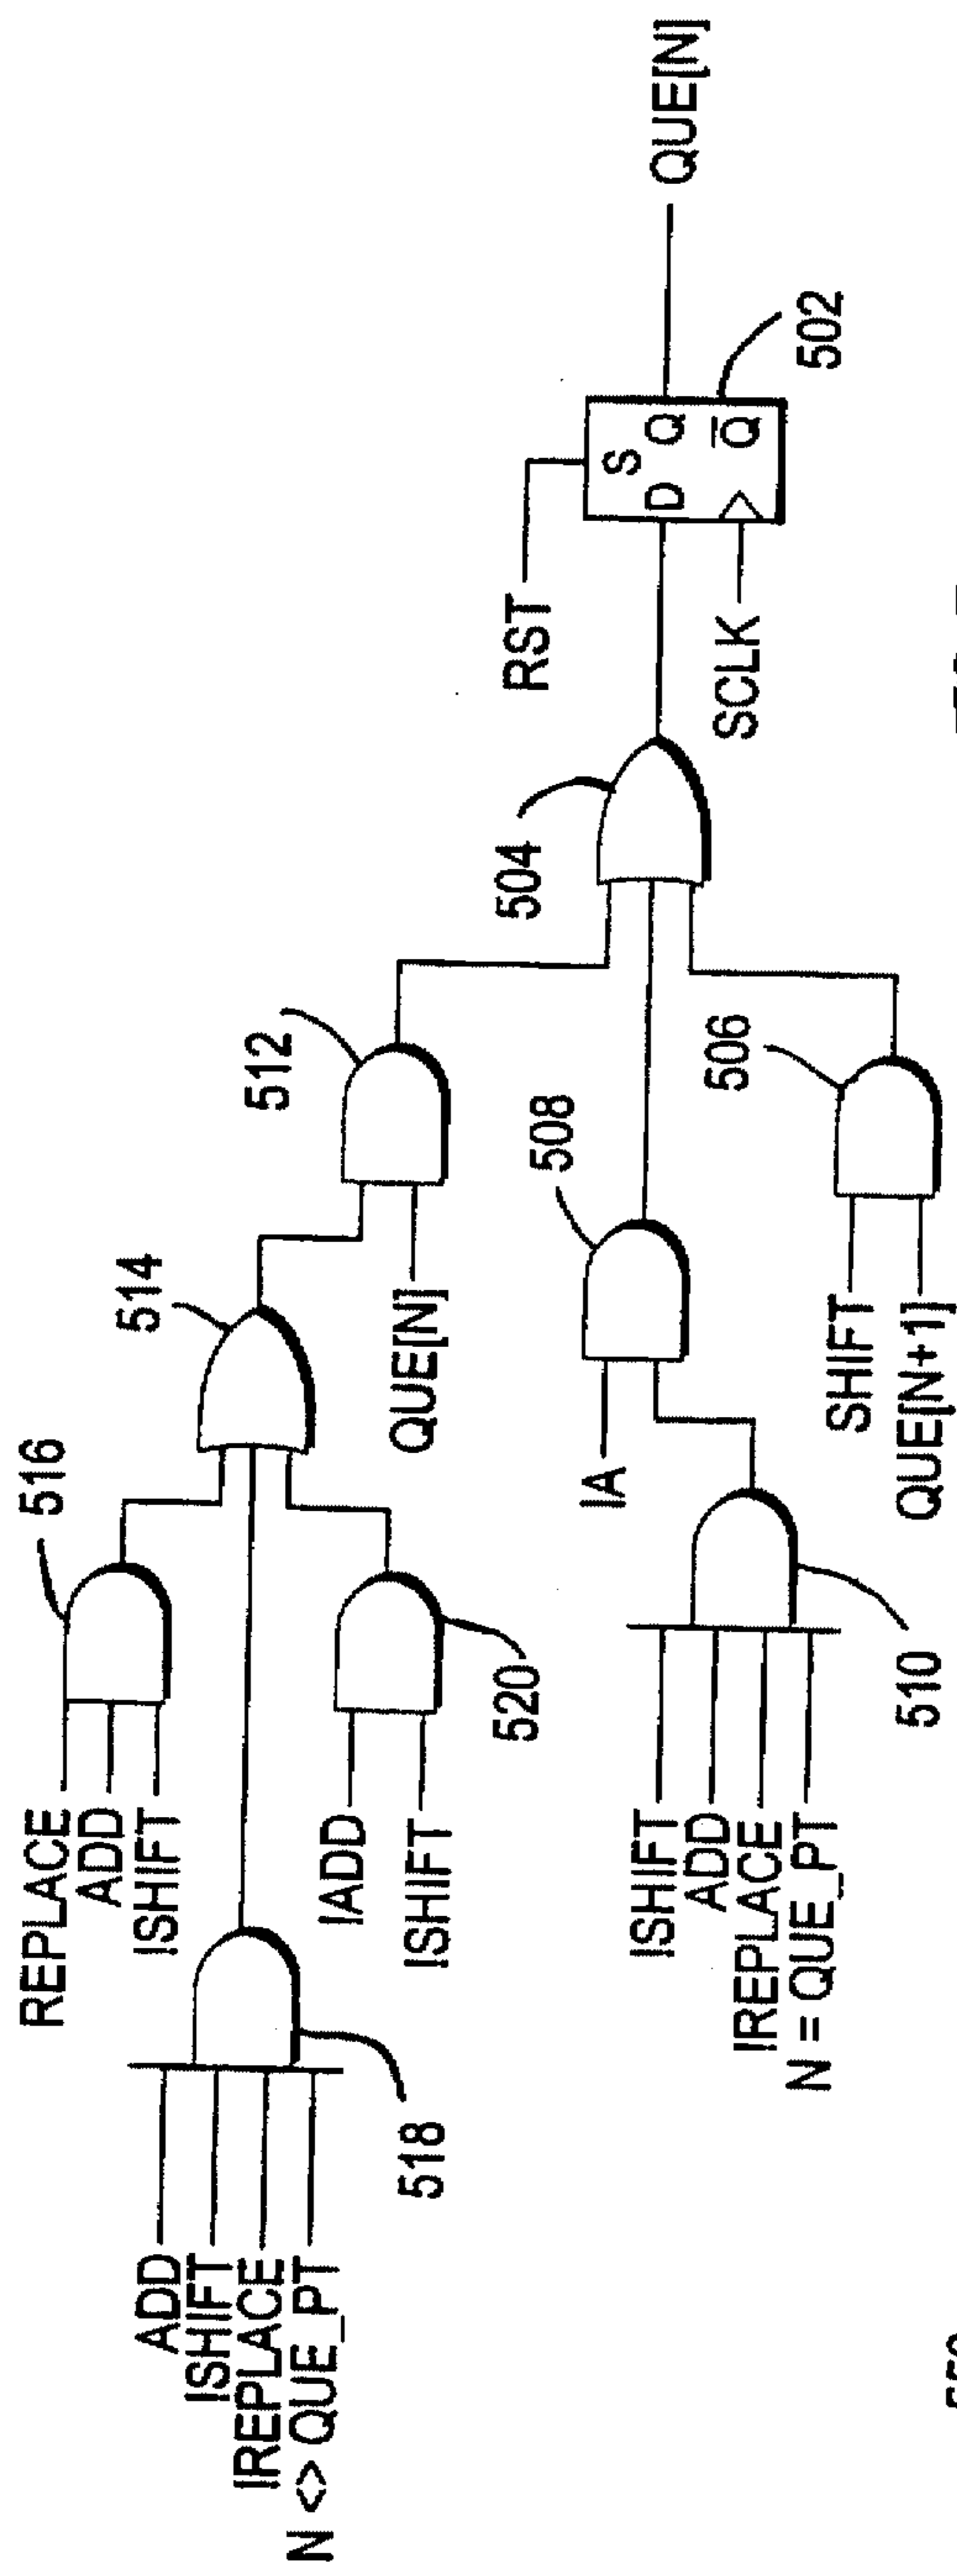 REPLACE
ADD
ISHIFT
516
514
512
ADD
ISHIFT
IREPLACE
N <> QUE_PT
518
IADD
ISHIFT
520
QUE[N]
504
RST
S
D Q
Q
502
QUE[N]
SCLK
IA
508
ISHIFT
ADD
IREPLACE
N = QUE_PT
510
SHIFT
QUE[N+1]
506